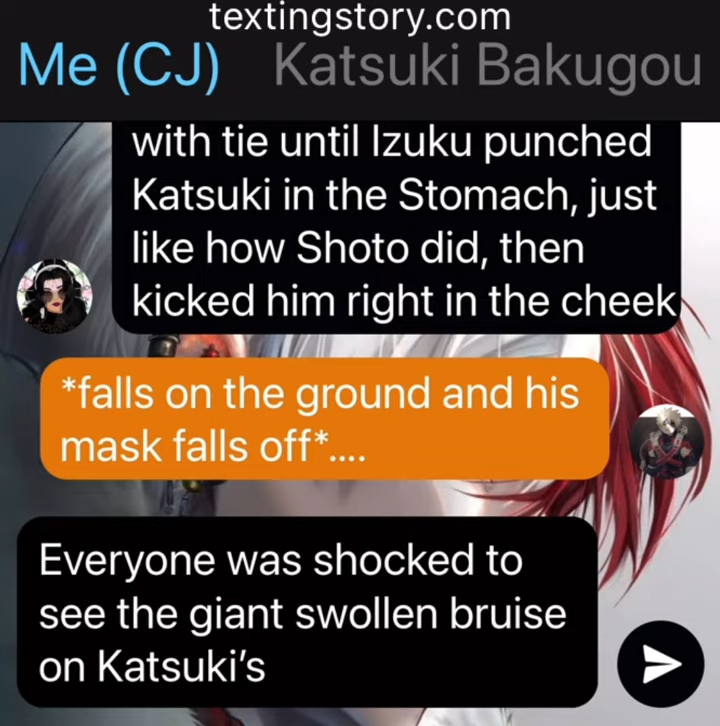 textingstory.com
Me (CJ) Katsuki Bakugou
with tie until Izuku punched
Katsuki in the Stomach, just
like how Shoto did, then
kicked him right in the cheek
*falls on the ground and his
mask falls off*....
Everyone was shocked to
see the giant swollen bruise
on Katsuki's